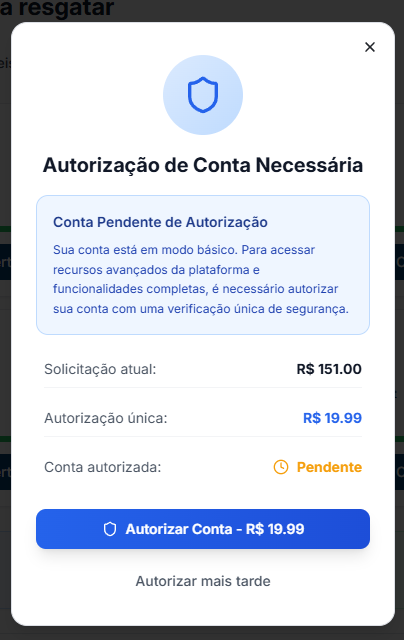 a resgatar
Autorização de Conta Necessária
Conta Pendente de Autorização
Sua conta está em modo básico. Para acessar
recursos avançados da plataforma e
funcionalidades completas, é necessário autorizar
sua conta com uma verificação única de segurança.
Solicitação atual: R$ 151.00
Autorização única: R$ 19.99
Conta autorizada: Pendente
Autorizar Conta - R$ 19.99
Autorizar mais tarde